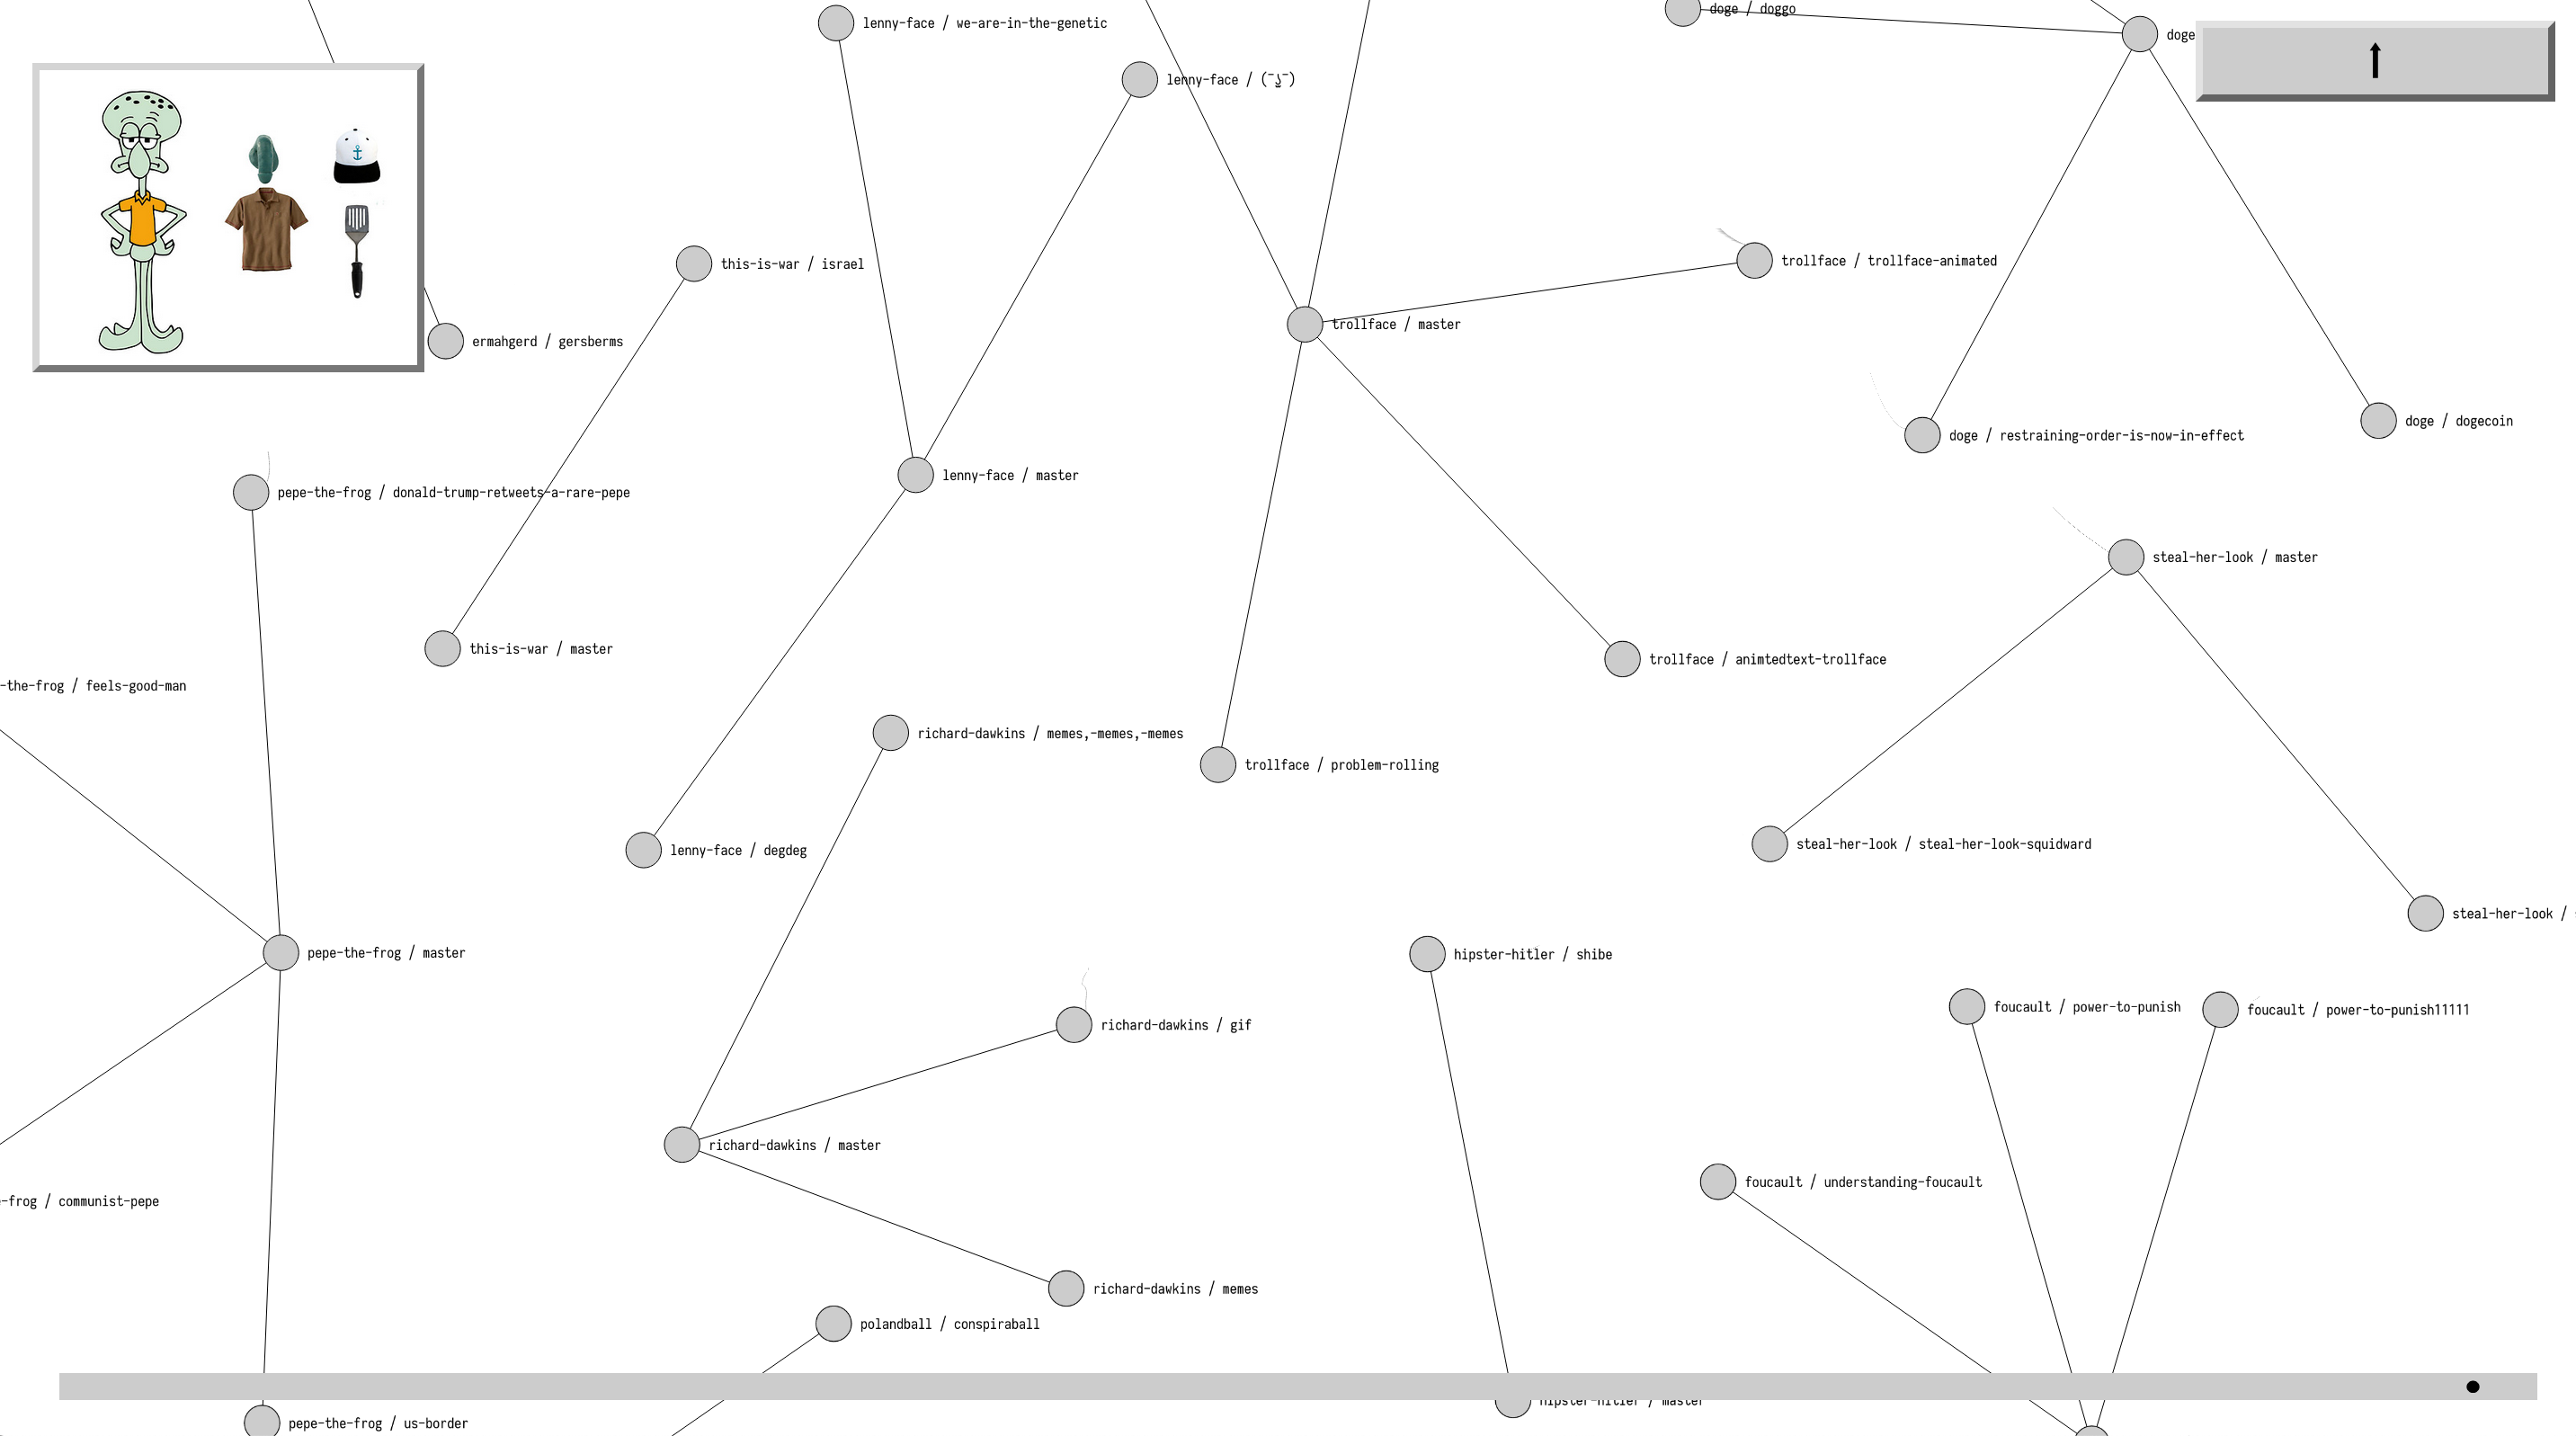 doge / doggo
lenny-face / we-are-in-the-genetic
doge
lenny-face / (͡ ͜ʖ ͡)
trollface / trollface-animated
this-is-war / israel
trollface / master
ermahgerd / gersberms
doge / dogecoin
doge / restraining-order-is-now-in-effect
lenny-face / master
pepe-the-frog / donald-trump-retweets-a-rare-pepe
steal-her-look / master
this-is-war / master
trollface / animtedtext-trollface
-the-frog / feels-good-man
richard-dawkins / memes,-memes,-memes
trollface / problem-rolling
steal-her-look / steal-her-look-squidward
lenny-face / degdeg
steal-her-look /
pepe-the-frog / master
hipster-hitler / shibe
foucault / power-to-punish
foucault / power-to-punish11111
richard-dawkins / gif
richard-dawkins / master
foucault / understanding-foucault
-frog / communist-pepe
richard-dawkins / memes
polandball / conspiraball
hipster-hitler / master
pepe-the-frog / us-border